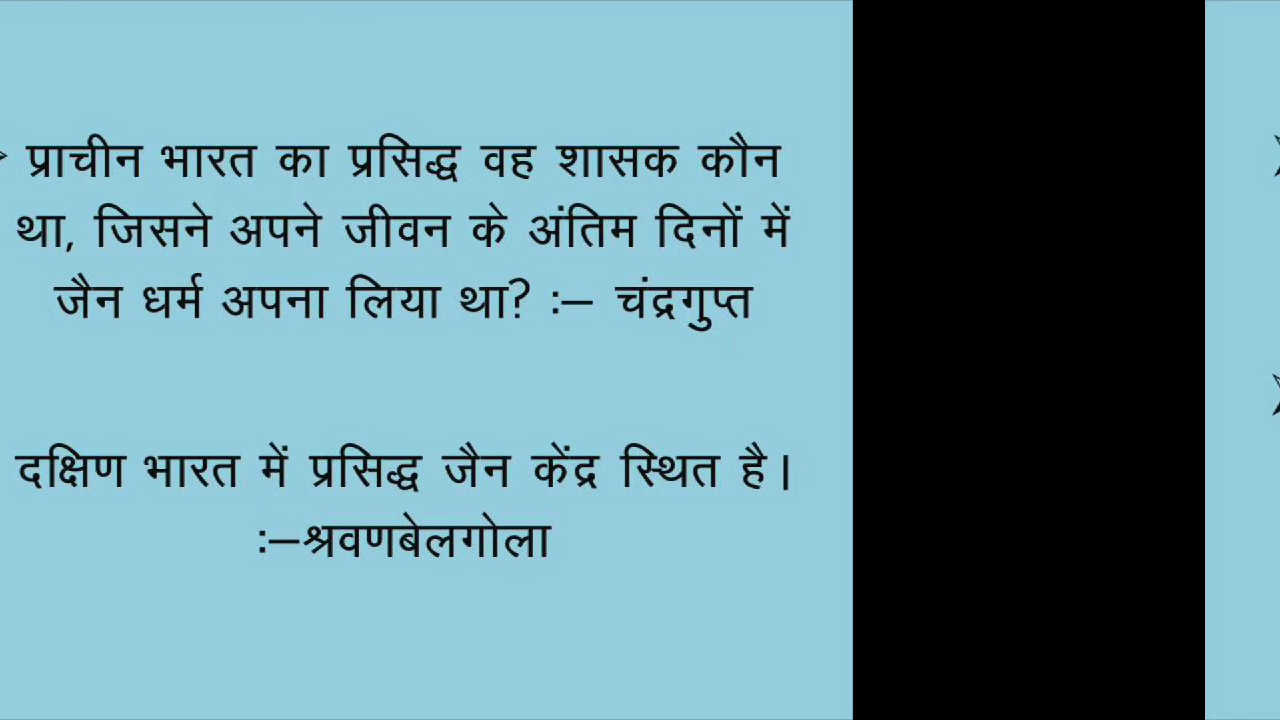 प्राचीन भारत का प्रसिद्ध वह शासक कौन
था, जिसने अपने जीवन के अंतिम दिनों में
जैन धर्म अपना लिया था? :– चंद्रगुप्त
दक्षिण भारत में प्रसिद्ध जैन केंद्र स्थित है।
:–श्रवणबेलगोला